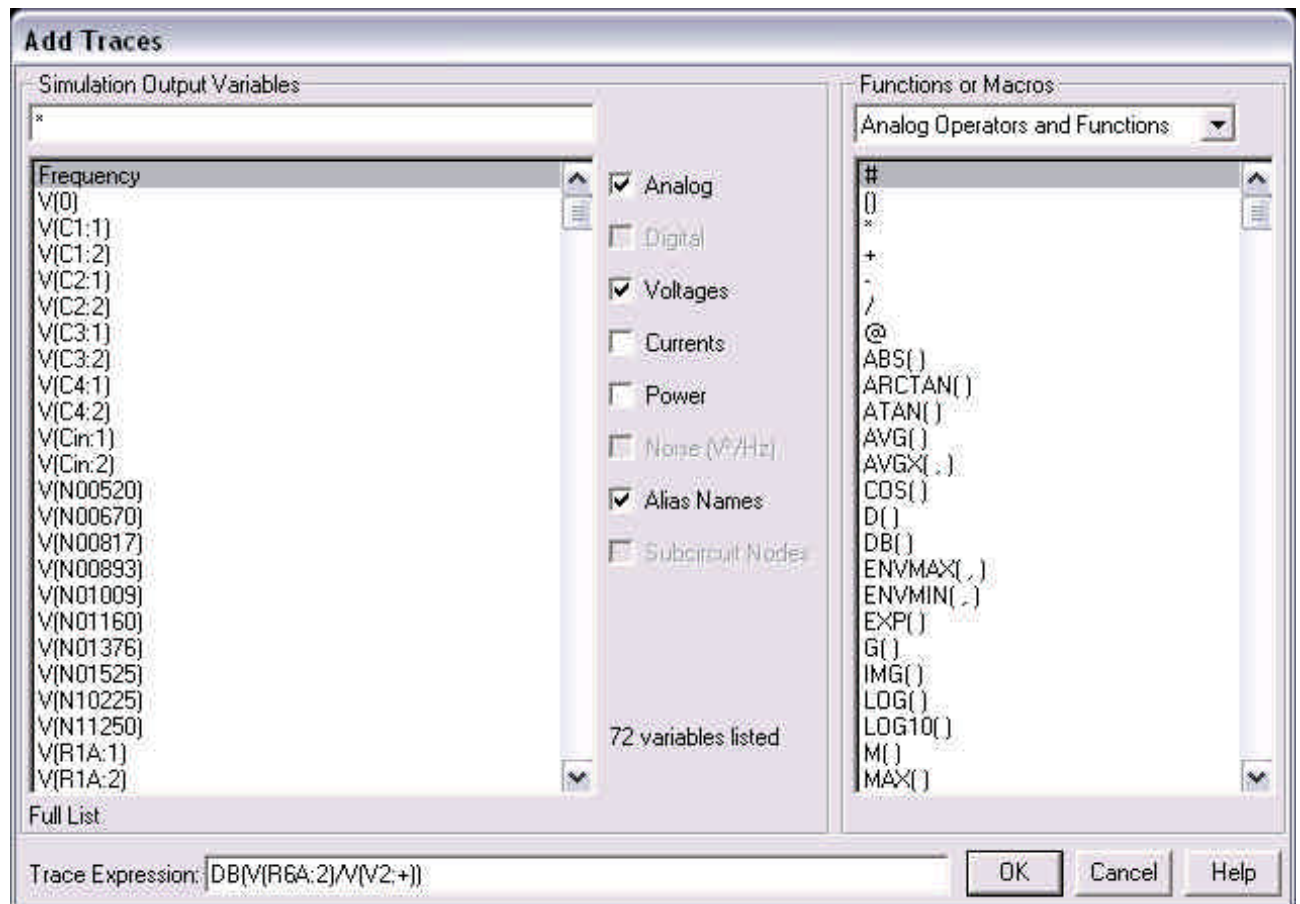 Add Traces
Simulation Output Variables
*
Frequency
V(0)
V(C1:1)
V(C1:2)
V(C2:1)
V(C2:2)
V(C3:1)
V(C3:2)
V(C4:1)
V(C4:2)
V(Cin:1)
V(Cin:2)
V(N00520)
V(N00670)
V(N00817)
V(N00893)
V(N01009)
V(N01160)
V(N01376)
V(N01525)
V(N10225)
V(N11250)
V(R1A:1)
V(R1A:2)
Full List
Analog
Digital
Voltages
Currents
Power
Noise (V²/Hz)
Alias Names
Subcircuit Nodes
72 variables listed
Functions or Macros
Analog Operators and Functions
#
()
*
+
-
/
@
ABS( )
ARCTAN( )
ATAN( )
AVG( )
AVGX( , )
COS( )
D( )
DB( )
ENVMAX( , )
ENVMIN( , )
EXP( )
G( )
IMG( )
LOG( )
LOG10( )
M( )
MAX( )
Trace Expression: DB(V(R6A:2)/V(V2:+))
OK Cancel Help